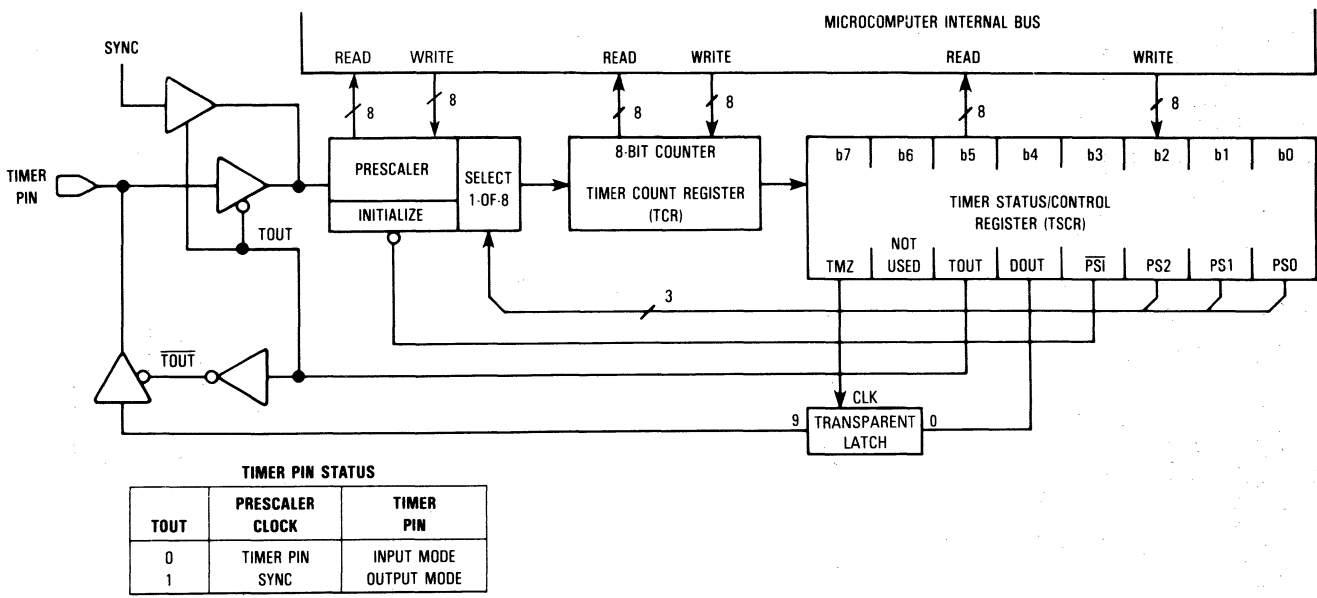 MICROCOMPUTER INTERNAL BUS
SYNC
READ
WRITE
READ
WRITE
READ
WRITE
8
8
8
8
8
8
TIMER
PIN
PRESCALER
INITIALIZE
SELECT
1-OF-8
8-BIT COUNTER
TIMER COUNT REGISTER
(TCR)
b7
b6
b5
b4
b3
b2
b1
b0
TIMER STATUS/CONTROL
REGISTER (TSCR)
TMZ
NOT
USED
TOUT
DOUT
PSI
PS2
PS1
PS0
TOUT
3
TOUT
CLK
9
TRANSPARENT
LATCH
0
TIMER PIN STATUS
TOUT
PRESCALER
CLOCK
TIMER
PIN
0
TIMER PIN
INPUT MODE
1
SYNC
OUTPUT MODE